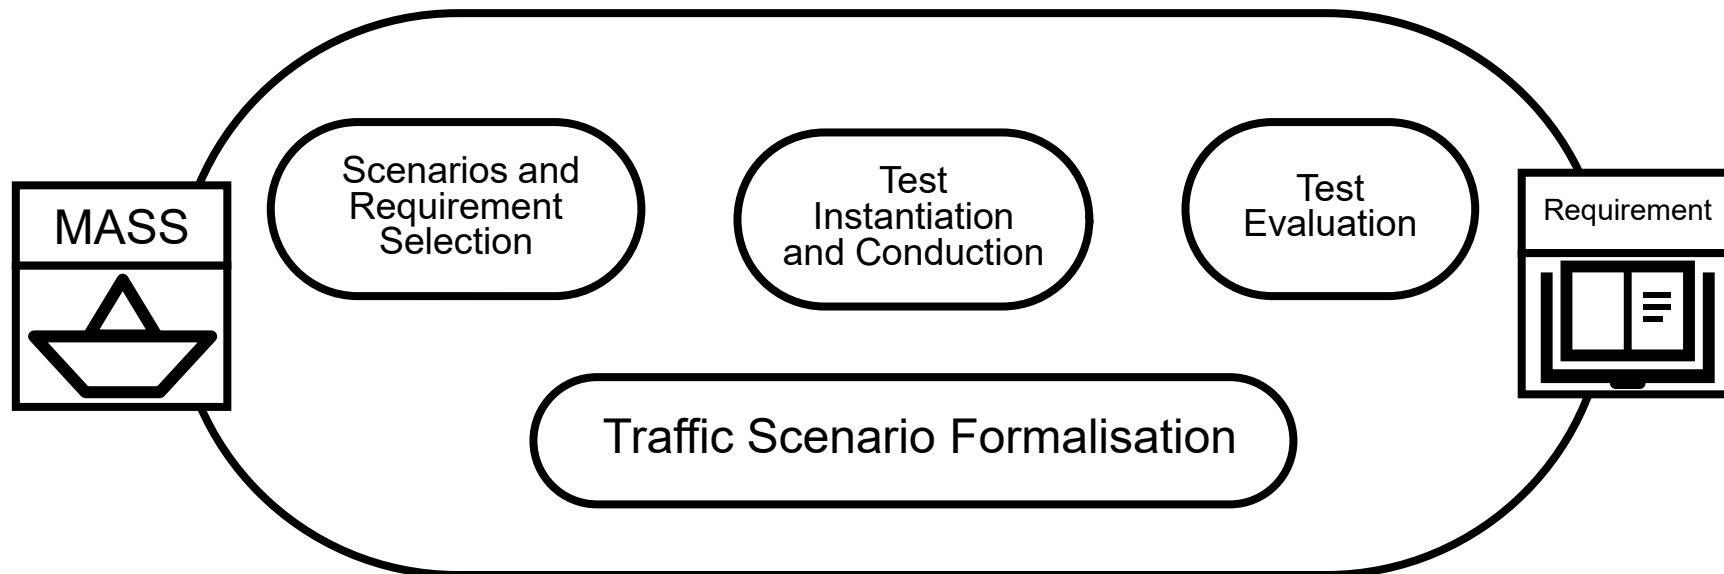 MASS
Scenarios and
Requirement
Selection
Test
Instantiation
and Conduction
Test
Evaluation
Requirement
Traffic Scenario Formalisation